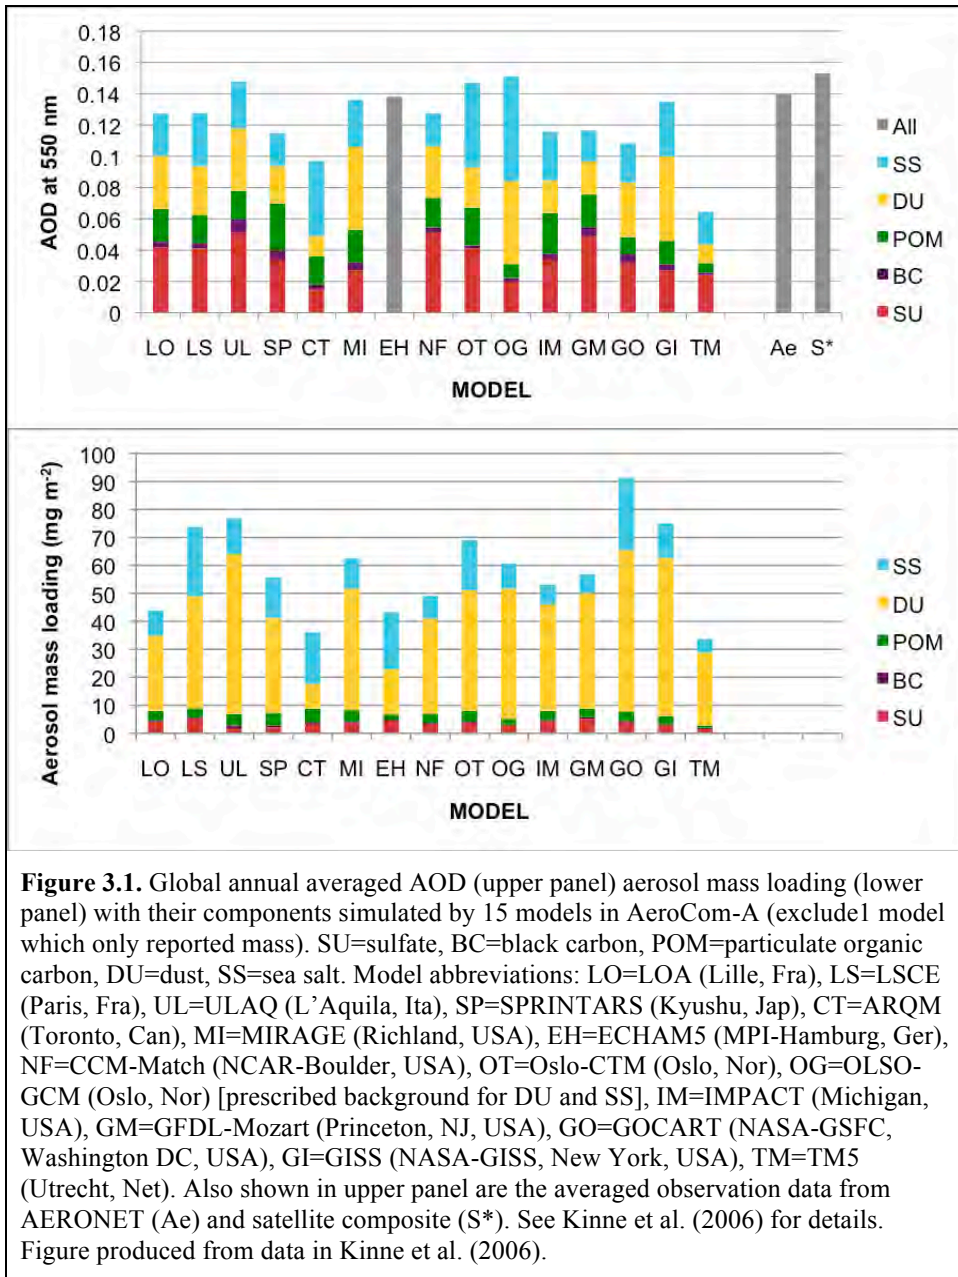 0.18
0.16
0.14
0.12
0.1
0.08
0.06
0.04
0.02
0
AOD at 550 nm
LO LS UL SP CT MI EH NF OT OG IM GM GO GI TM Ae S*
MODEL
All
SS
DU
POM
BC
SU
100
90
80
70
60
50
40
30
20
10
0
Aerosol mass loading (mg m-2)
LO LS UL SP CT MI EH NF OT OG IM GM GO GI TM
MODEL
SS
DU
POM
BC
SU
Figure 3.1. Global annual averaged AOD (upper panel) aerosol mass loading (lower
panel) with their components simulated by 15 models in AeroCom-A (exclude1 model
which only reported mass). SU=sulfate, BC=black carbon, POM=particulate organic
carbon, DU=dust, SS=sea salt. Model abbreviations: LO=LOA (Lille, Fra), LS=LSCE
(Paris, Fra), UL=ULAQ (L'Aquila, Ita), SP=SPRINTARS (Kyushu, Jap), CT=ARQM
(Toronto, Can), MI=MIRAGE (Richland, USA), EH=ECHAM5 (MPI-Hamburg, Ger),
NF=CCM-Match (NCAR-Boulder, USA), OT=Oslo-CTM (Oslo, Nor), OG=OLSO-
GCM (Oslo, Nor) [prescribed background for DU and SS], IM=IMPACT (Michigan,
USA), GM=GFDL-Mozart (Princeton, NJ, USA), GO=GOCART (NASA-GSFC,
Washington DC, USA), GI=GISS (NASA-GISS, New York, USA), TM=TM5
(Utrecht, Net). Also shown in upper panel are the averaged observation data from
AERONET (Ae) and satellite composite (S*). See Kinne et al. (2006) for details.
Figure produced from data in Kinne et al. (2006).